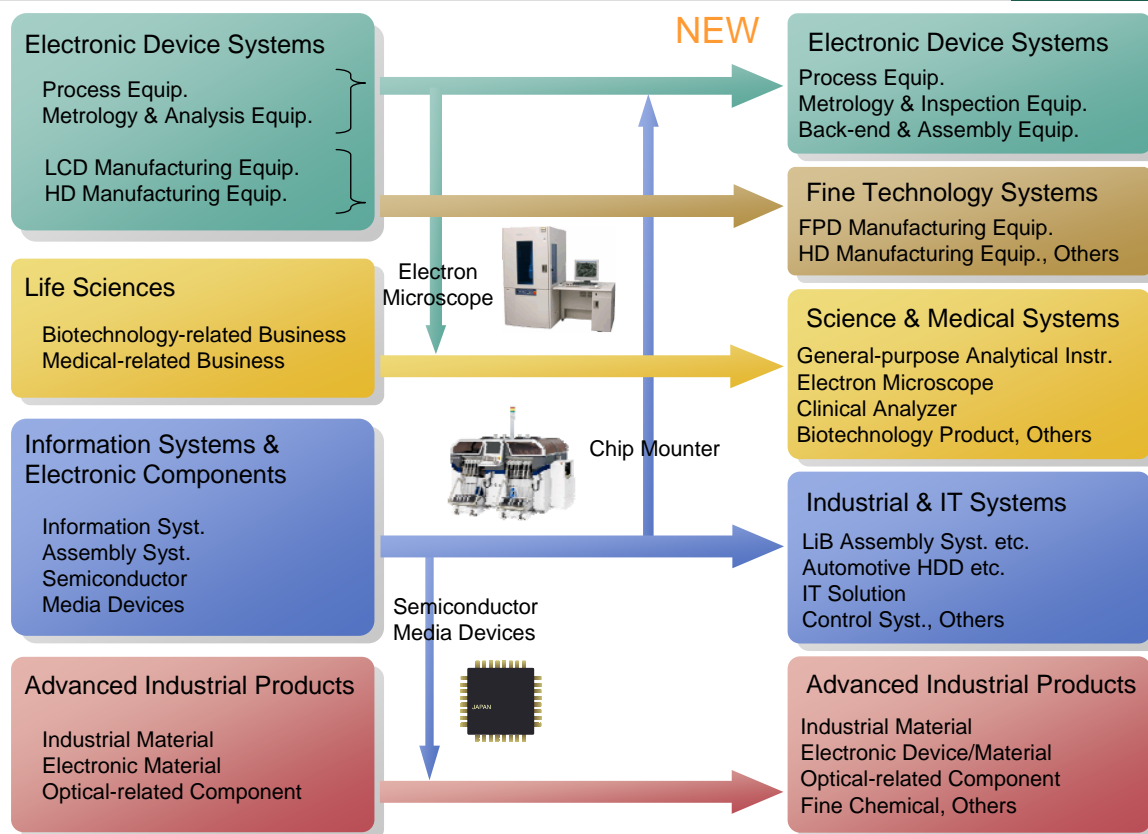 NEW
Electronic Device Systems
Process Equip.
Metrology & Analysis Equip.
LCD Manufacturing Equip.
HD Manufacturing Equip.
Life Sciences
Biotechnology-related Business
Medical-related Business
Information Systems &
Electronic Components
Information Syst.
Assembly Syst.
Semiconductor
Media Devices
Advanced Industrial Products
Industrial Material
Electronic Material
Optical-related Component
Electron
Microscope
Chip Mounter
Semiconductor
Media Devices
JAPAN
Electronic Device Systems
Process Equip.
Metrology & Inspection Equip.
Back-end & Assembly Equip.
Fine Technology Systems
FPD Manufacturing Equip.
HD Manufacturing Equip., Others
Science & Medical Systems
General-purpose Analytical Instr.
Electron Microscope
Clinical Analyzer
Biotechnology Product, Others
Industrial & IT Systems
LiB Assembly Syst. etc.
Automotive HDD etc.
IT Solution
Control Syst., Others
Advanced Industrial Products
Industrial Material
Electronic Device/Material
Optical-related Component
Fine Chemical, Others